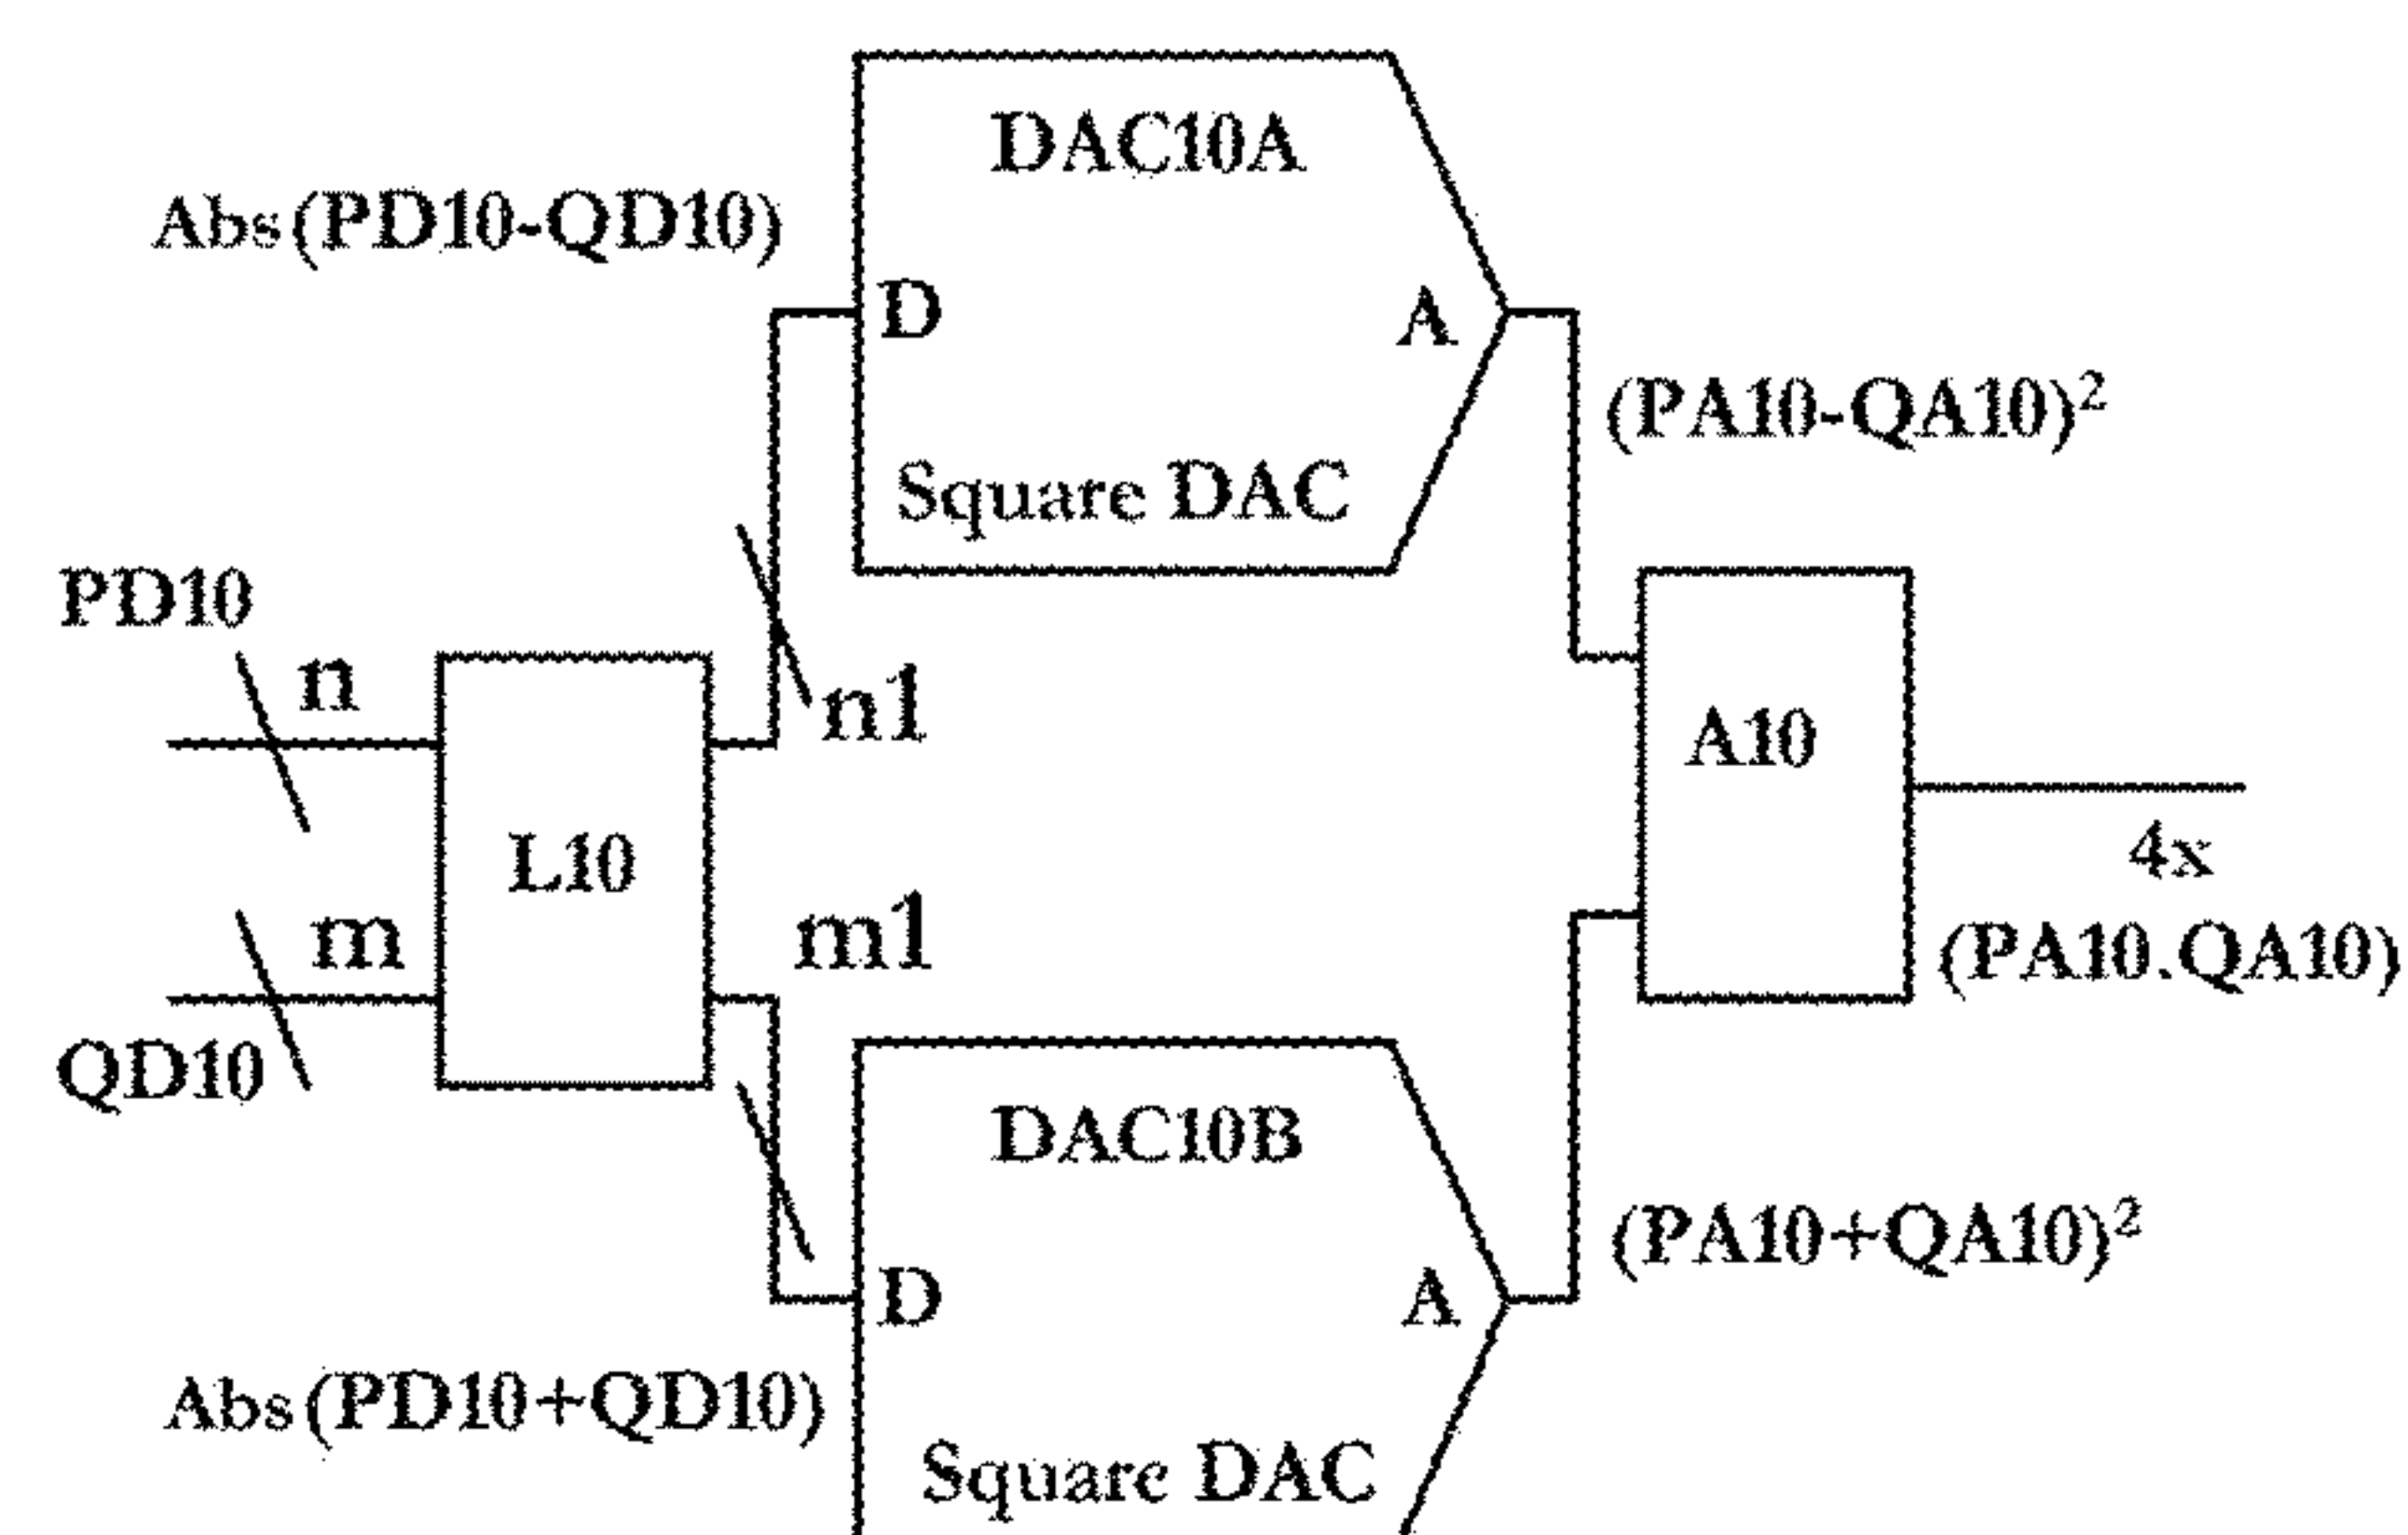 DAC10A
Abs(PD10-QD10)
D
A
(PA10-QA10)²
Square DAC
PD10
n
n1
A10
L10
4x
m
m1
(PA10.QA10)
QD10
DAC10B
(PA10+QA10)²
D
A
Abs(PD10+QD10)
Square DAC